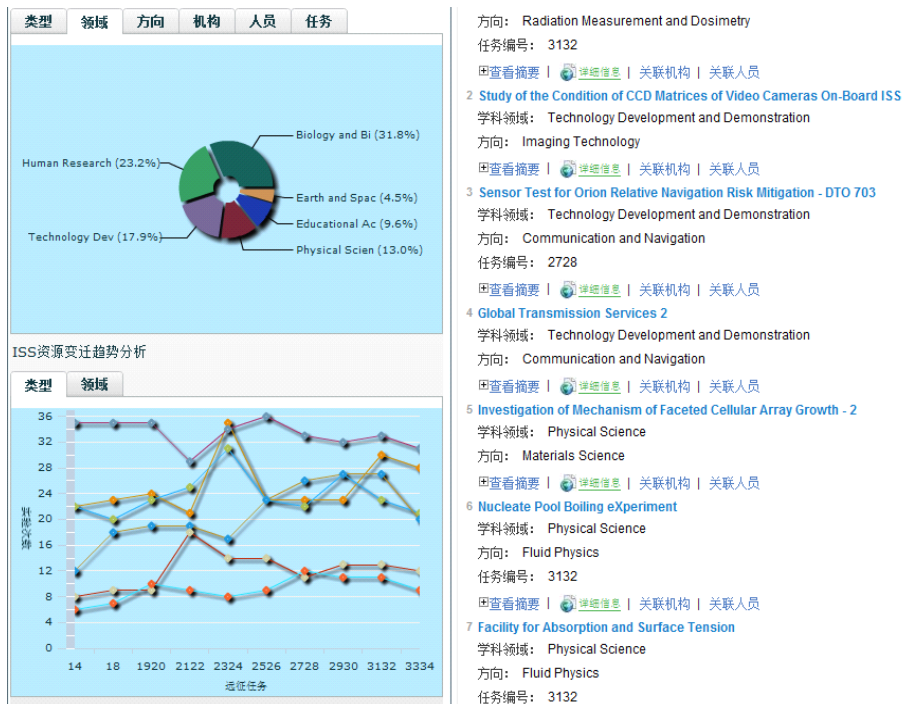 类型 领域 方向 机构 人员 任务
Biology and Bi (31.8%)
Human Research (23.2%)
Earth and Spac (4.5%)
Educational Ac (9.6%)
Technology Dev (17.9%)
Physical Scien (13.0%)
ISS资源变迁趋势分析
类型 领域
36
32
28
24
20
16
12
8
4
0
实验次数
14 18 1920 2122 2324 2526 2728 2930 3132 3334
远征任务
方向： Radiation Measurement and Dosimetry
任务编号： 3132
查看摘要 | 详细信息 | 关联机构 | 关联人员
2 Study of the Condition of CCD Matrices of Video Cameras On-Board ISS
学科领域： Technology Development and Demonstration
方向： Imaging Technology
查看摘要 | 详细信息 | 关联机构 | 关联人员
3 Sensor Test for Orion Relative Navigation Risk Mitigation - DTO 703
学科领域： Technology Development and Demonstration
方向： Communication and Navigation
任务编号： 2728
查看摘要 | 详细信息 | 关联机构 | 关联人员
4 Global Transmission Services 2
学科领域： Technology Development and Demonstration
方向： Communication and Navigation
查看摘要 | 详细信息 | 关联机构 | 关联人员
5 Investigation of Mechanism of Faceted Cellular Array Growth - 2
学科领域： Physical Science
方向： Materials Science
查看摘要 | 详细信息 | 关联机构 | 关联人员
6 Nucleate Pool Boiling eXperiment
学科领域： Physical Science
方向： Fluid Physics
任务编号： 3132
查看摘要 | 详细信息 | 关联机构 | 关联人员
7 Facility for Absorption and Surface Tension
学科领域： Physical Science
方向： Fluid Physics
任务编号： 3132